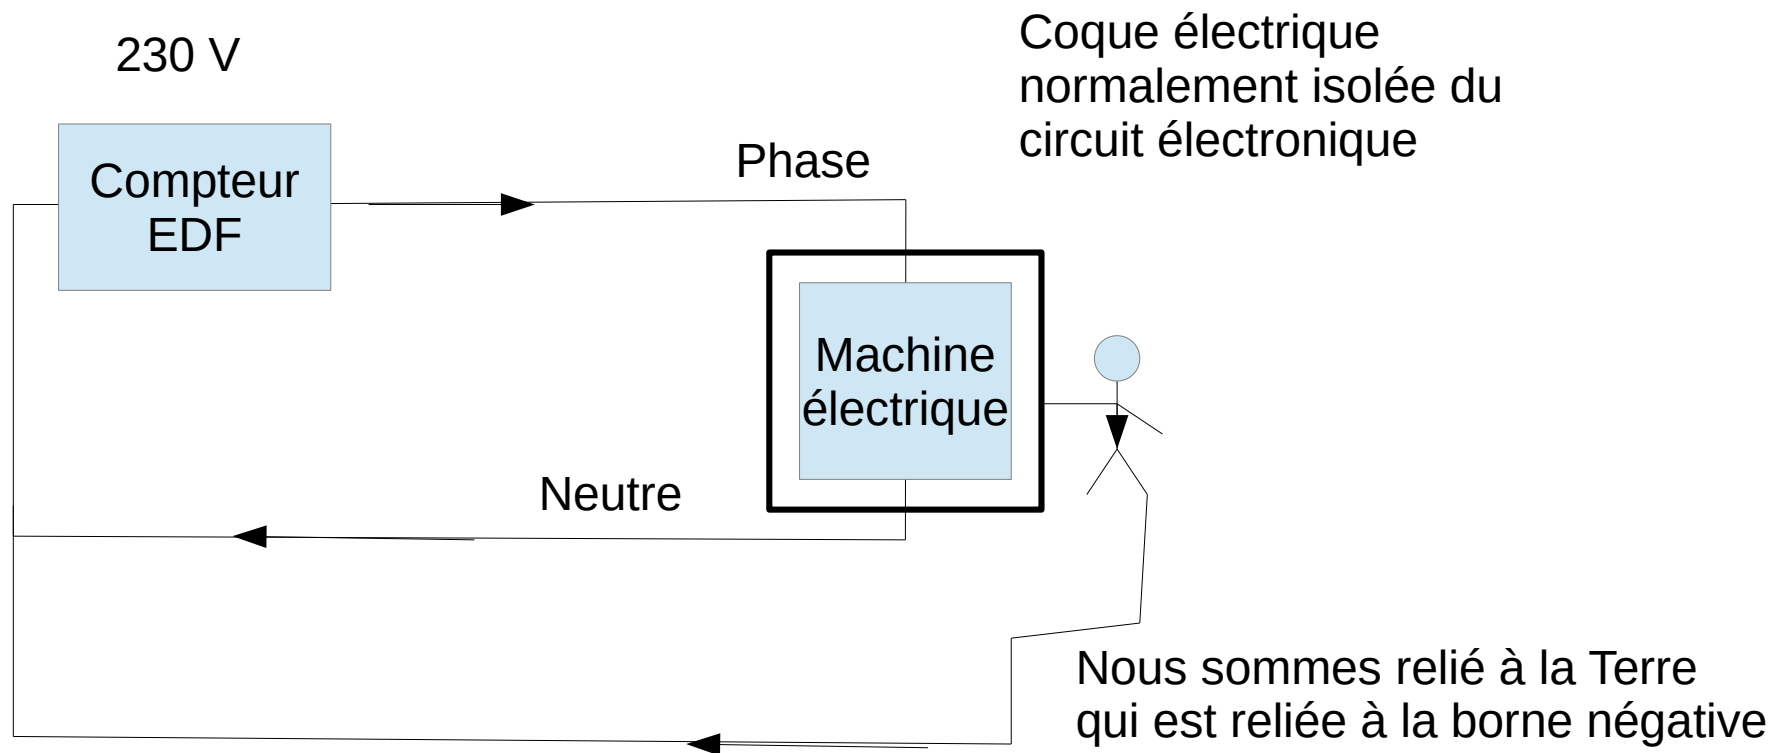 230 V
Coque électrique
normalement isolée du
circuit électronique
Phase
Compteur
EDF
Machine
électrique
Neutre
Nous sommes relié à la Terre
qui est reliée à la borne négative